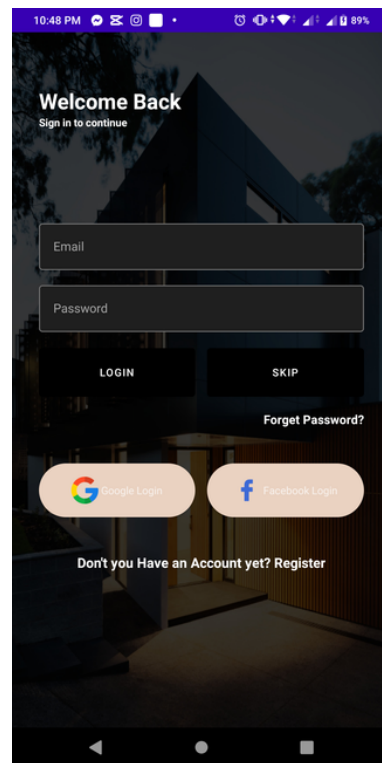 10:48 PM 89%
Welcome Back
Sign in to continue
Email
Password
LOGIN SKIP
Forget Password?
Google Login Facebook Login
Don't you Have an Account yet? Register